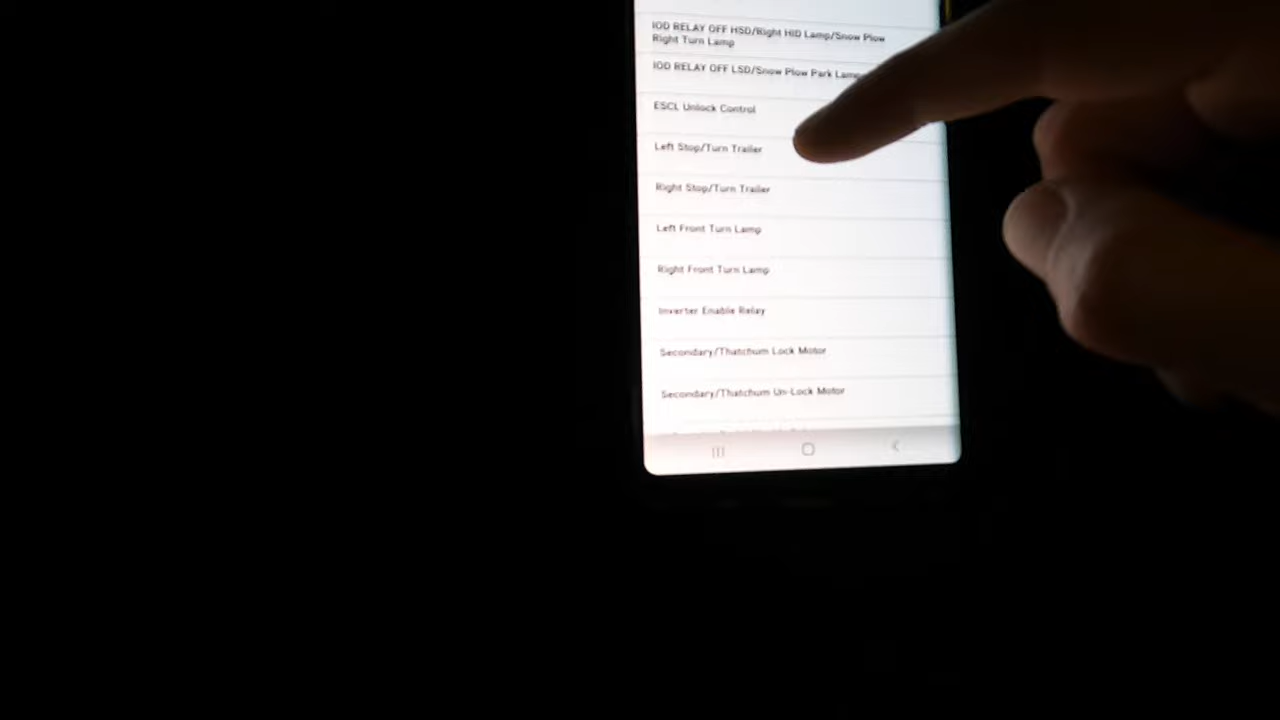 IOD RELAY OFF HSD/Right HID Lamp/Snow Plow
Right Turn Lamp
IOD RELAY OFF LSD/Snow Plow Park Lamp
ESCL Unlock Control
Left Stop/Turn Trailer
Right Stop/Turn Trailer
Left Front Turn Lamp
Right Front Turn Lamp
Inverter Enable Relay
Secondary/Thatchum Lock Motor
Secondary/Thatchum Un-Lock Motor